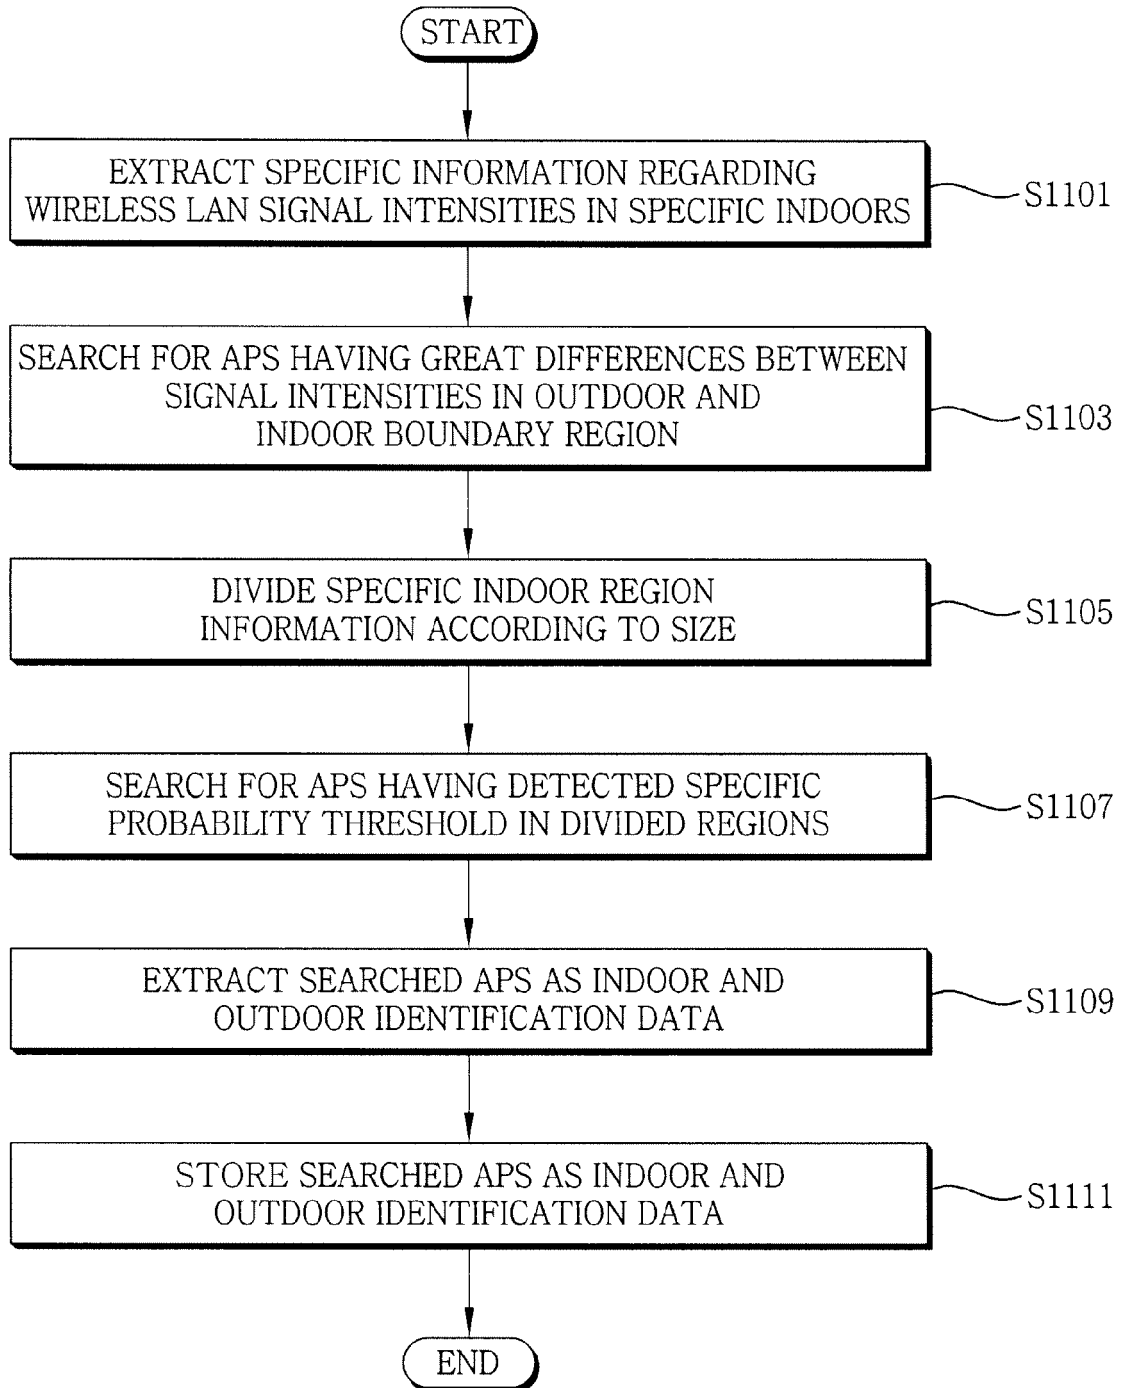 START
EXTRACT SPECIFIC INFORMATION REGARDING
WIRELESS LAN SIGNAL INTENSITIES IN SPECIFIC INDOORS
S1101
SEARCH FOR APS HAVING GREAT DIFFERENCES BETWEEN
SIGNAL INTENSITIES IN OUTDOOR AND
INDOOR BOUNDARY REGION
S1103
DIVIDE SPECIFIC INDOOR REGION
INFORMATION ACCORDING TO SIZE
S1105
SEARCH FOR APS HAVING DETECTED SPECIFIC
PROBABILITY THRESHOLD IN DIVIDED REGIONS
S1107
EXTRACT SEARCHED APS AS INDOOR AND
OUTDOOR IDENTIFICATION DATA
S1109
STORE SEARCHED APS AS INDOOR AND
OUTDOOR IDENTIFICATION DATA
S1111
END